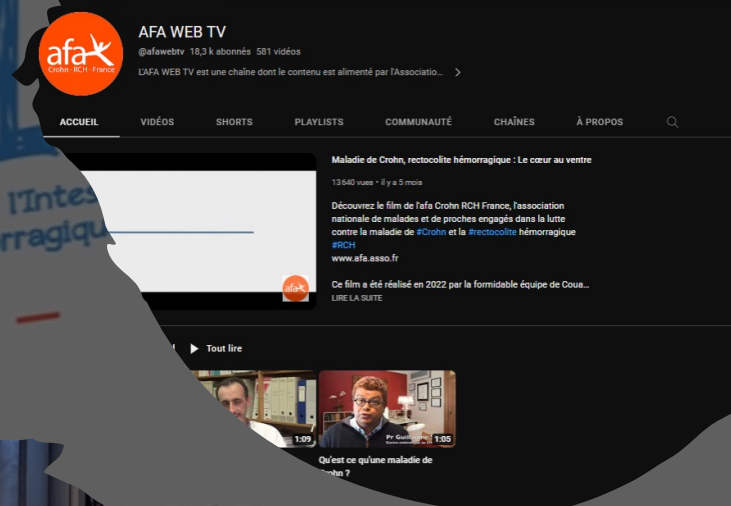 AFA WEB TV
afa
Crohn - RCH - France
@afawebtv 18,3 k abonnés 581 vidéos
L'AFA WEB TV est une chaîne dont le contenu est alimenté par l'Associatio...
ACCUEIL VIDÉOS SHORTS PLAYLISTS COMMUNAUTÉ CHAÎNES À PROPOS
Maladie de Crohn, rectocolite hémorragique : Le cœur au ventre
13 640 vues • il y a 5 mois
Découvrez le film de l'afa Crohn RCH France, l'association
nationale de malades et de proches engagés dans la lutte
contre la maladie de #Crohn et la #rectocolite hémorragique
#RCH
www.afa.asso.fr
Ce film a été réalisé en 2022 par la formidable équipe de Coua...
LIRE LA SUITE
afa
l'Intes
rragiqu
Tout lire
1:09
Pr Guillaume
1:05
Qu'est ce qu'une maladie de
rohn ?